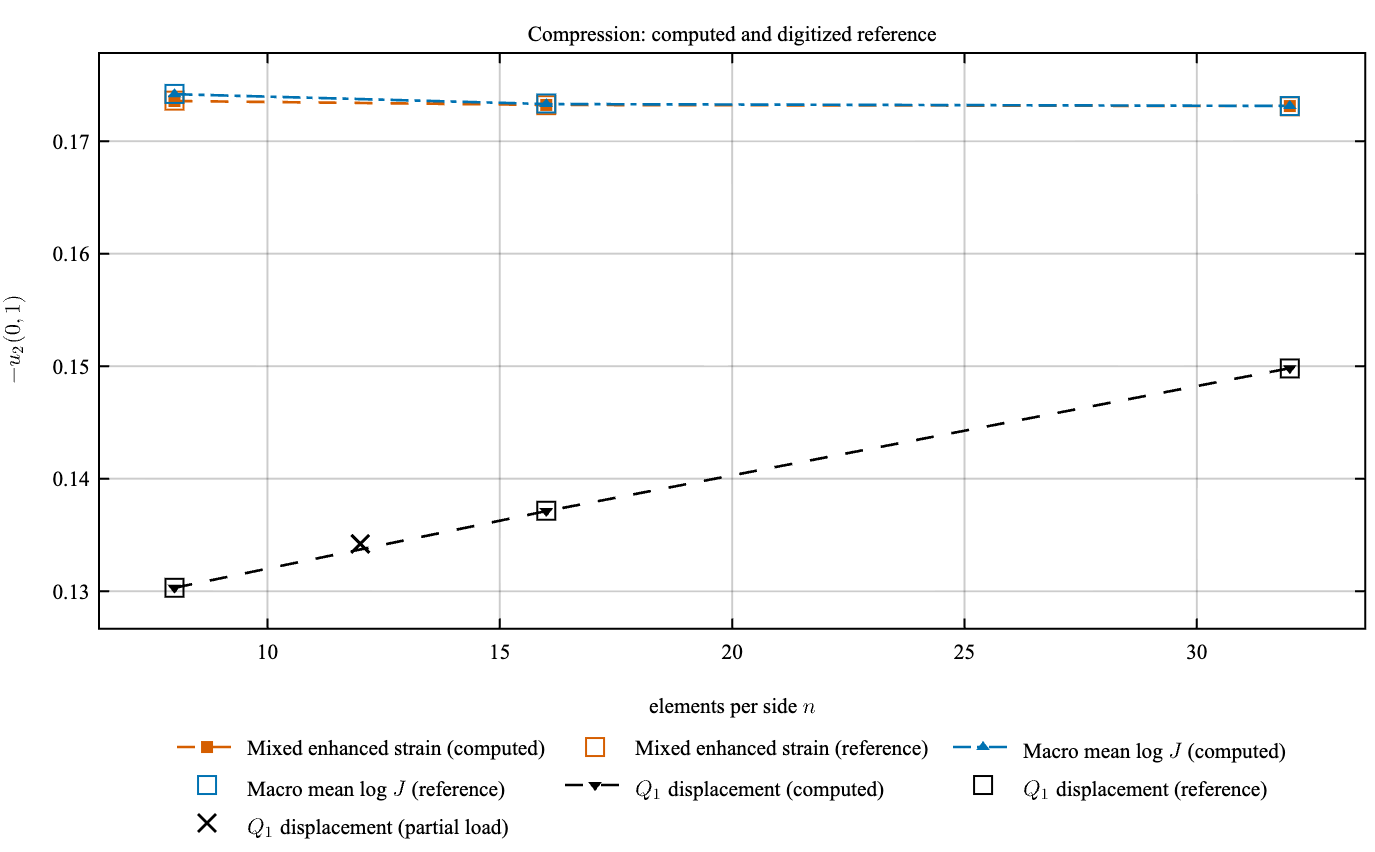 Compression: computed and digitized reference
−u₂(0, 1)
0.17
0.16
0.15
0.14
0.13
10 15 20 25 30
elements per side n
Mixed enhanced strain (computed) Mixed enhanced strain (reference) Macro mean log J (computed)
Macro mean log J (reference) Q₁ displacement (computed) Q₁ displacement (reference)
Q₁ displacement (partial load)